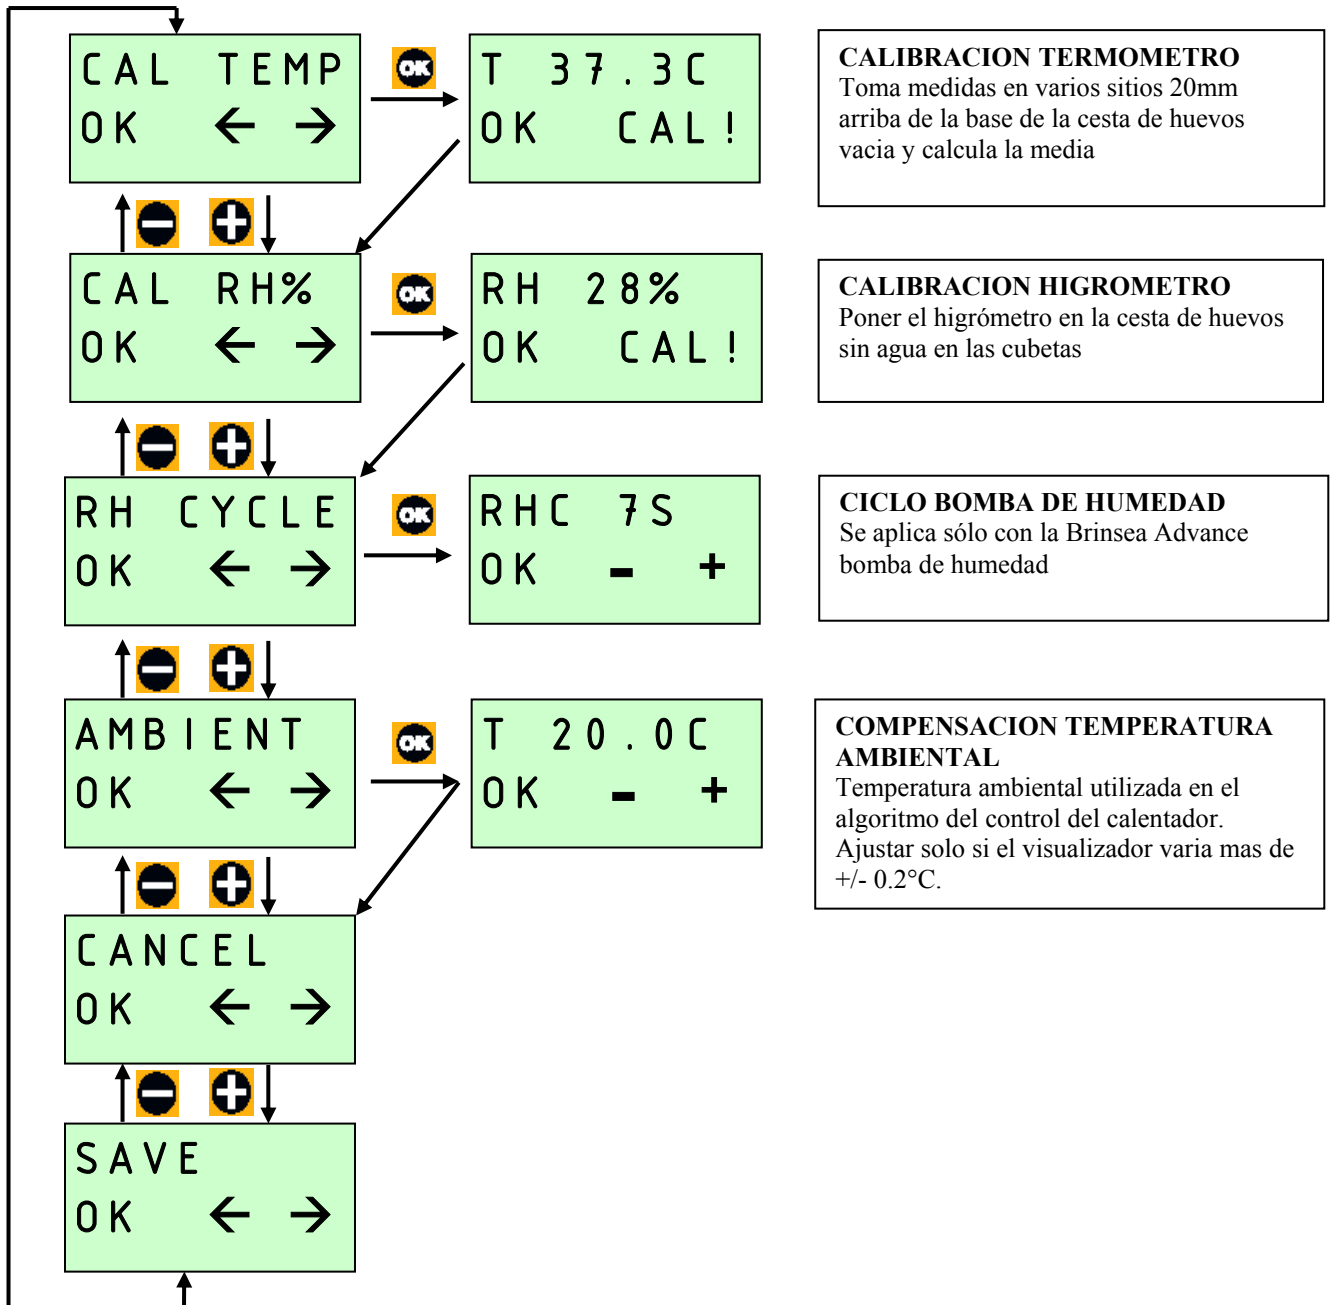 CAL TEMP
OK ← →
OK
T 37.3C
OK CAL!
CALIBRACION TERMOMETRO
Toma medidas en varios sitios 20mm
arriba de la base de la cesta de huevos
vacia y calcula la media
CAL RH%
OK ← →
OK
RH 28%
OK CAL!
CALIBRACION HIGROMETRO
Poner el higrómetro en la cesta de huevos
sin agua en las cubetas
RH CYCLE
OK ← →
OK
RHC 7S
OK - +
CICLO BOMBA DE HUMEDAD
Se aplica sólo con la Brinsea Advance
bomba de humedad
AMBIENT
OK ← →
OK
T 20.0C
OK - +
COMPENSACION TEMPERATURA
AMBIENTAL
Temperatura ambiental utilizada en el
algoritmo del control del calentador.
Ajustar solo si el visualizador varia mas de
+/- 0.2°C.
CANCEL
OK ← →
SAVE
OK ← →